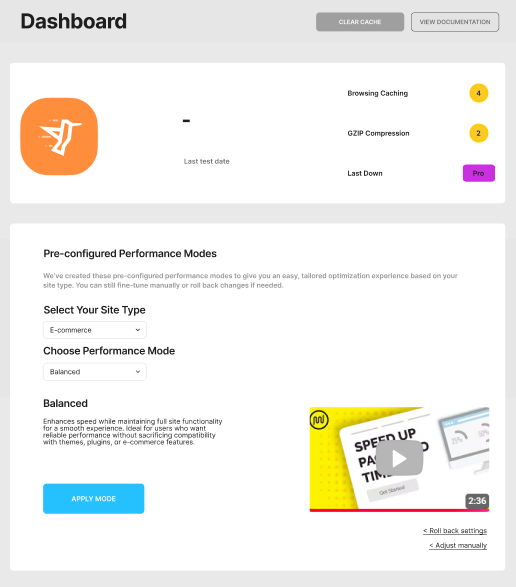 Dashboard
CLEAR CACHE
VIEW DOCUMENTATION
-
Last test date
Browsing Caching
4
GZIP Compression
2
Last Down
Pro
Pre-configured Performance Modes
We've created these pre-configured performance modes to give you an easy, tailored optimization experience based on your
site type. You can still fine-tune manually or roll back changes if needed.
Select Your Site Type
E-commerce
Choose Performance Mode
Balanced
Balanced
Enhances speed while maintaining full site functionality
for a smooth experience. Ideal for users who want
reliable performance without sacrificing compatibility
with themes, plugins, or e-commerce features.
APPLY MODE
SPEED UP
TIM
Get Started
2:36
< Roll back settings
< Adjust manually